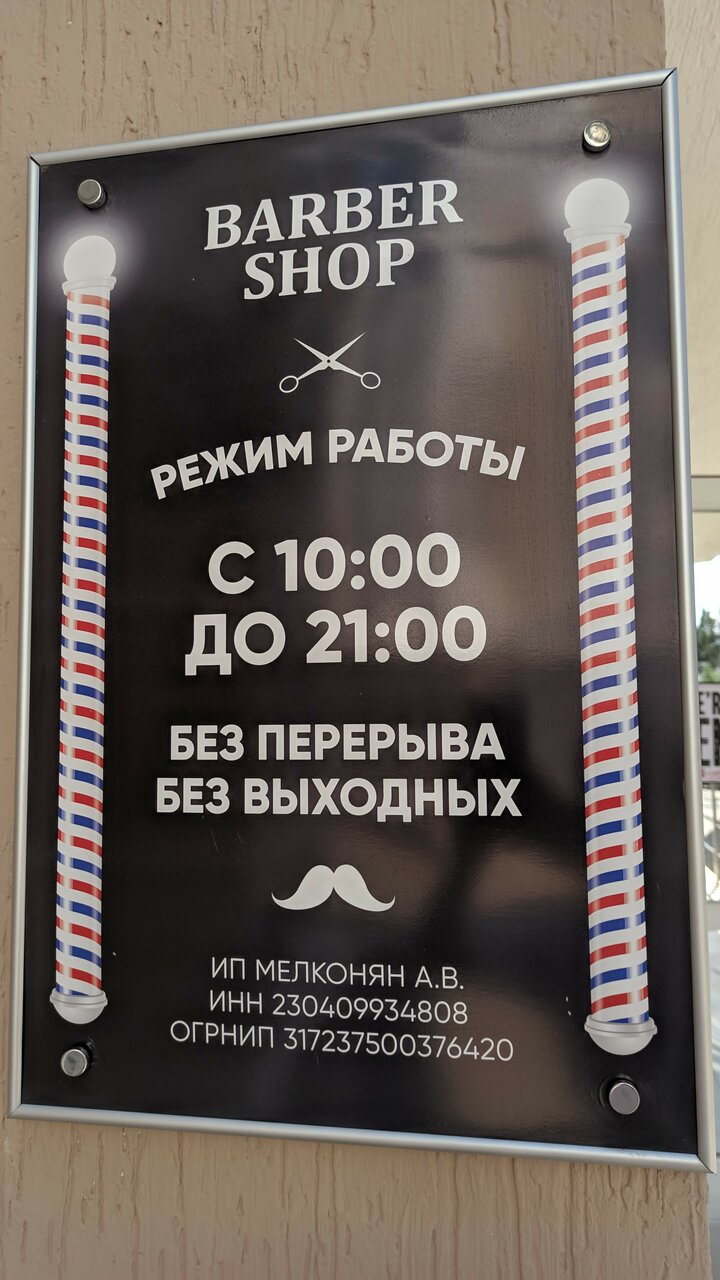 BARBER
SHOP
РЕЖИМ РАБОТЫ
С 10:00
ДО 21:00
БЕЗ ПЕРЕРЫВА
БЕЗ ВЫХОДНЫХ
ИП МЕЛКОНЯН А.В.
ИНН 230409934808
ОГРНИП 317237500376420